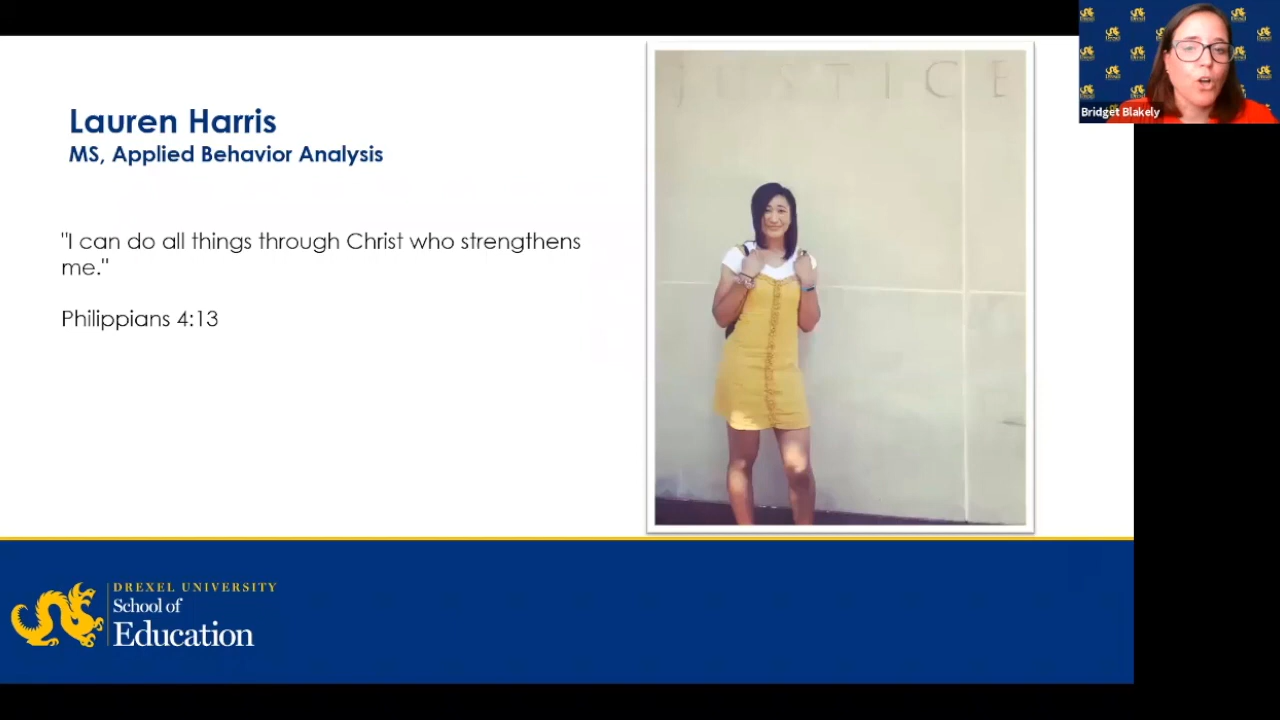 Lauren Harris
MS, Applied Behavior Analysis
"I can do all things through Christ who strengthens
me."
Philippians 4:13
JUSTICE
Bridget Blakely
DREXEL UNIVERSITY
School of
Education